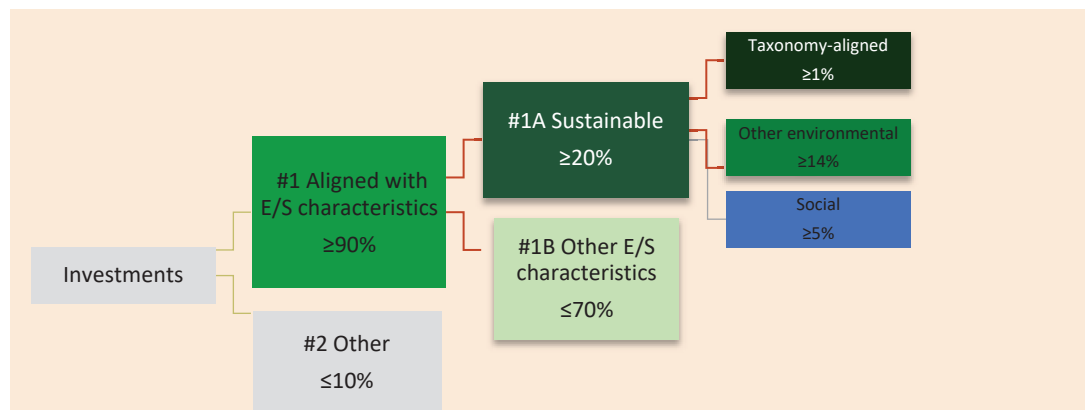 Investments
#1 Aligned with
E/S characteristics
≥90%
#2 Other
≤10%
#1A Sustainable
≥20%
#1B Other E/S
characteristics
≤70%
Taxonomy-aligned
≥1%
Other environmental
≥14%
Social
≥5%